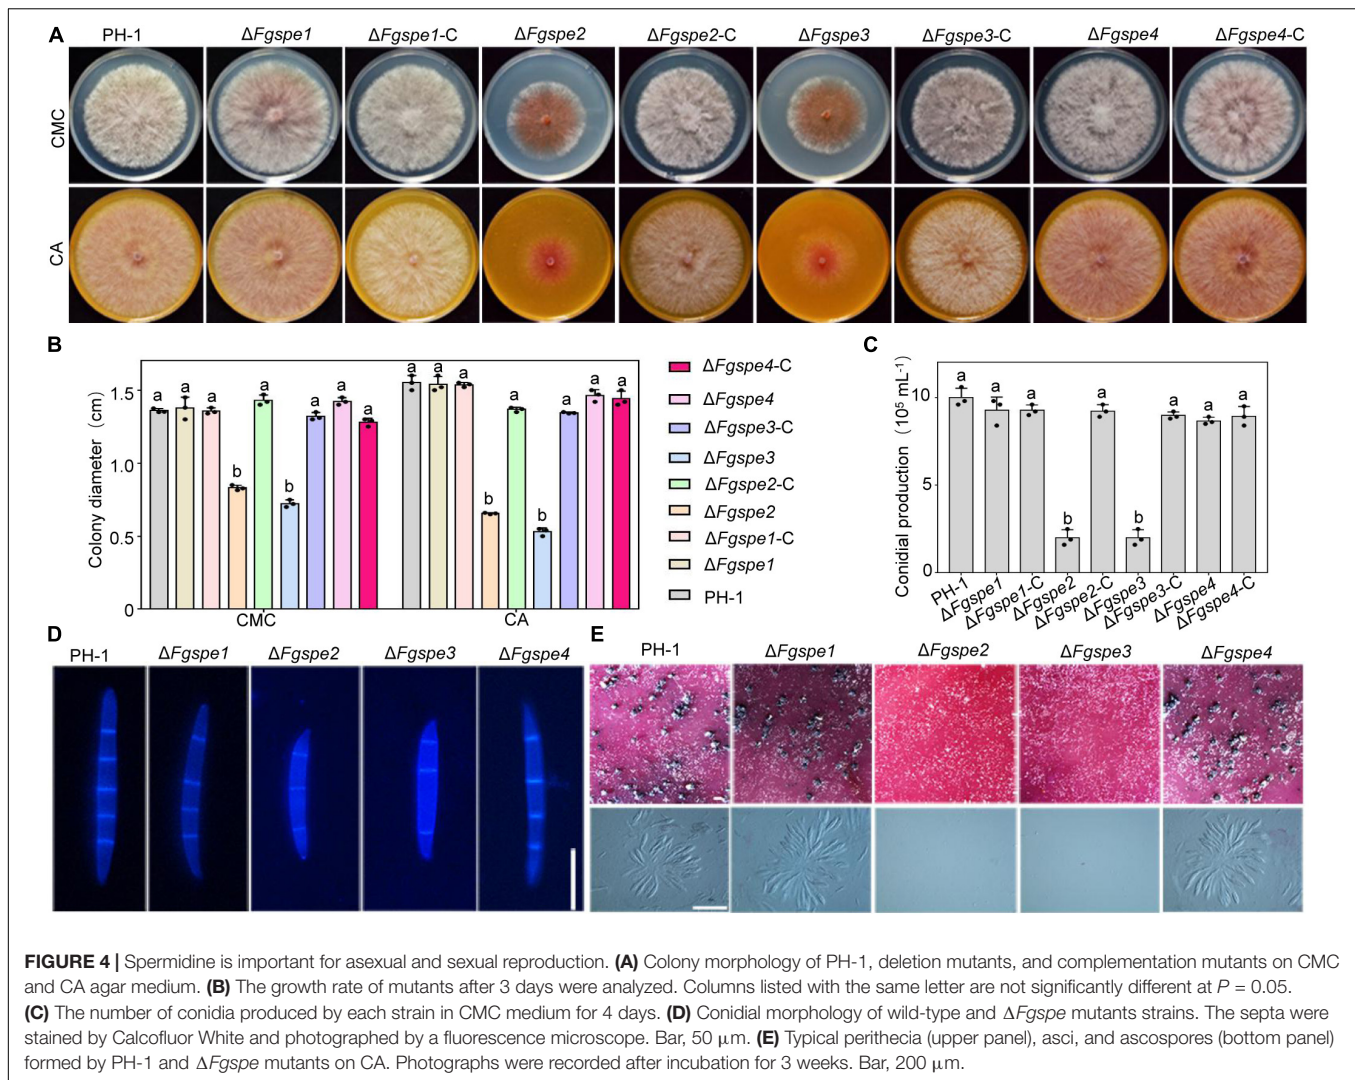 A PH-1 ΔFgspe1 ΔFgspe1-C ΔFgspe2 ΔFgspe2-C ΔFgspe3 ΔFgspe3-C ΔFgspe4 ΔFgspe4-C
CMC
CA
B
Colony diameter (cm)
1.5
1.0
0.5
0
a a a b a b a a a
a a a b a b a a a
CMC CA
ΔFgspe4-C
ΔFgspe4
ΔFgspe3-C
ΔFgspe3
ΔFgspe2-C
ΔFgspe2
ΔFgspe1-C
ΔFgspe1
PH-1
C
Conidial production (10⁵ mL⁻¹)
10
5
0
a a a b a b a a a
PH-1 ΔFgspe1 ΔFgspe1-C ΔFgspe2 ΔFgspe2-C ΔFgspe3 ΔFgspe3-C ΔFgspe4 ΔFgspe4-C
D
PH-1 ΔFgspe1 ΔFgspe2 ΔFgspe3 ΔFgspe4
E
PH-1 ΔFgspe1 ΔFgspe2 ΔFgspe3 ΔFgspe4
FIGURE 4 | Spermidine is important for asexual and sexual reproduction. (A) Colony morphology of PH-1, deletion mutants, and complementation mutants on CMC
and CA agar medium. (B) The growth rate of mutants after 3 days were analyzed. Columns listed with the same letter are not significantly different at P = 0.05.
(C) The number of conidia produced by each strain in CMC medium for 4 days. (D) Conidial morphology of wild-type and ΔFgspe mutants strains. The septa were
stained by Calcofluor White and photographed by a fluorescence microscope. Bar, 50 μm. (E) Typical perithecia (upper panel), asci, and ascospores (bottom panel)
formed by PH-1 and ΔFgspe mutants on CA. Photographs were recorded after incubation for 3 weeks. Bar, 200 μm.